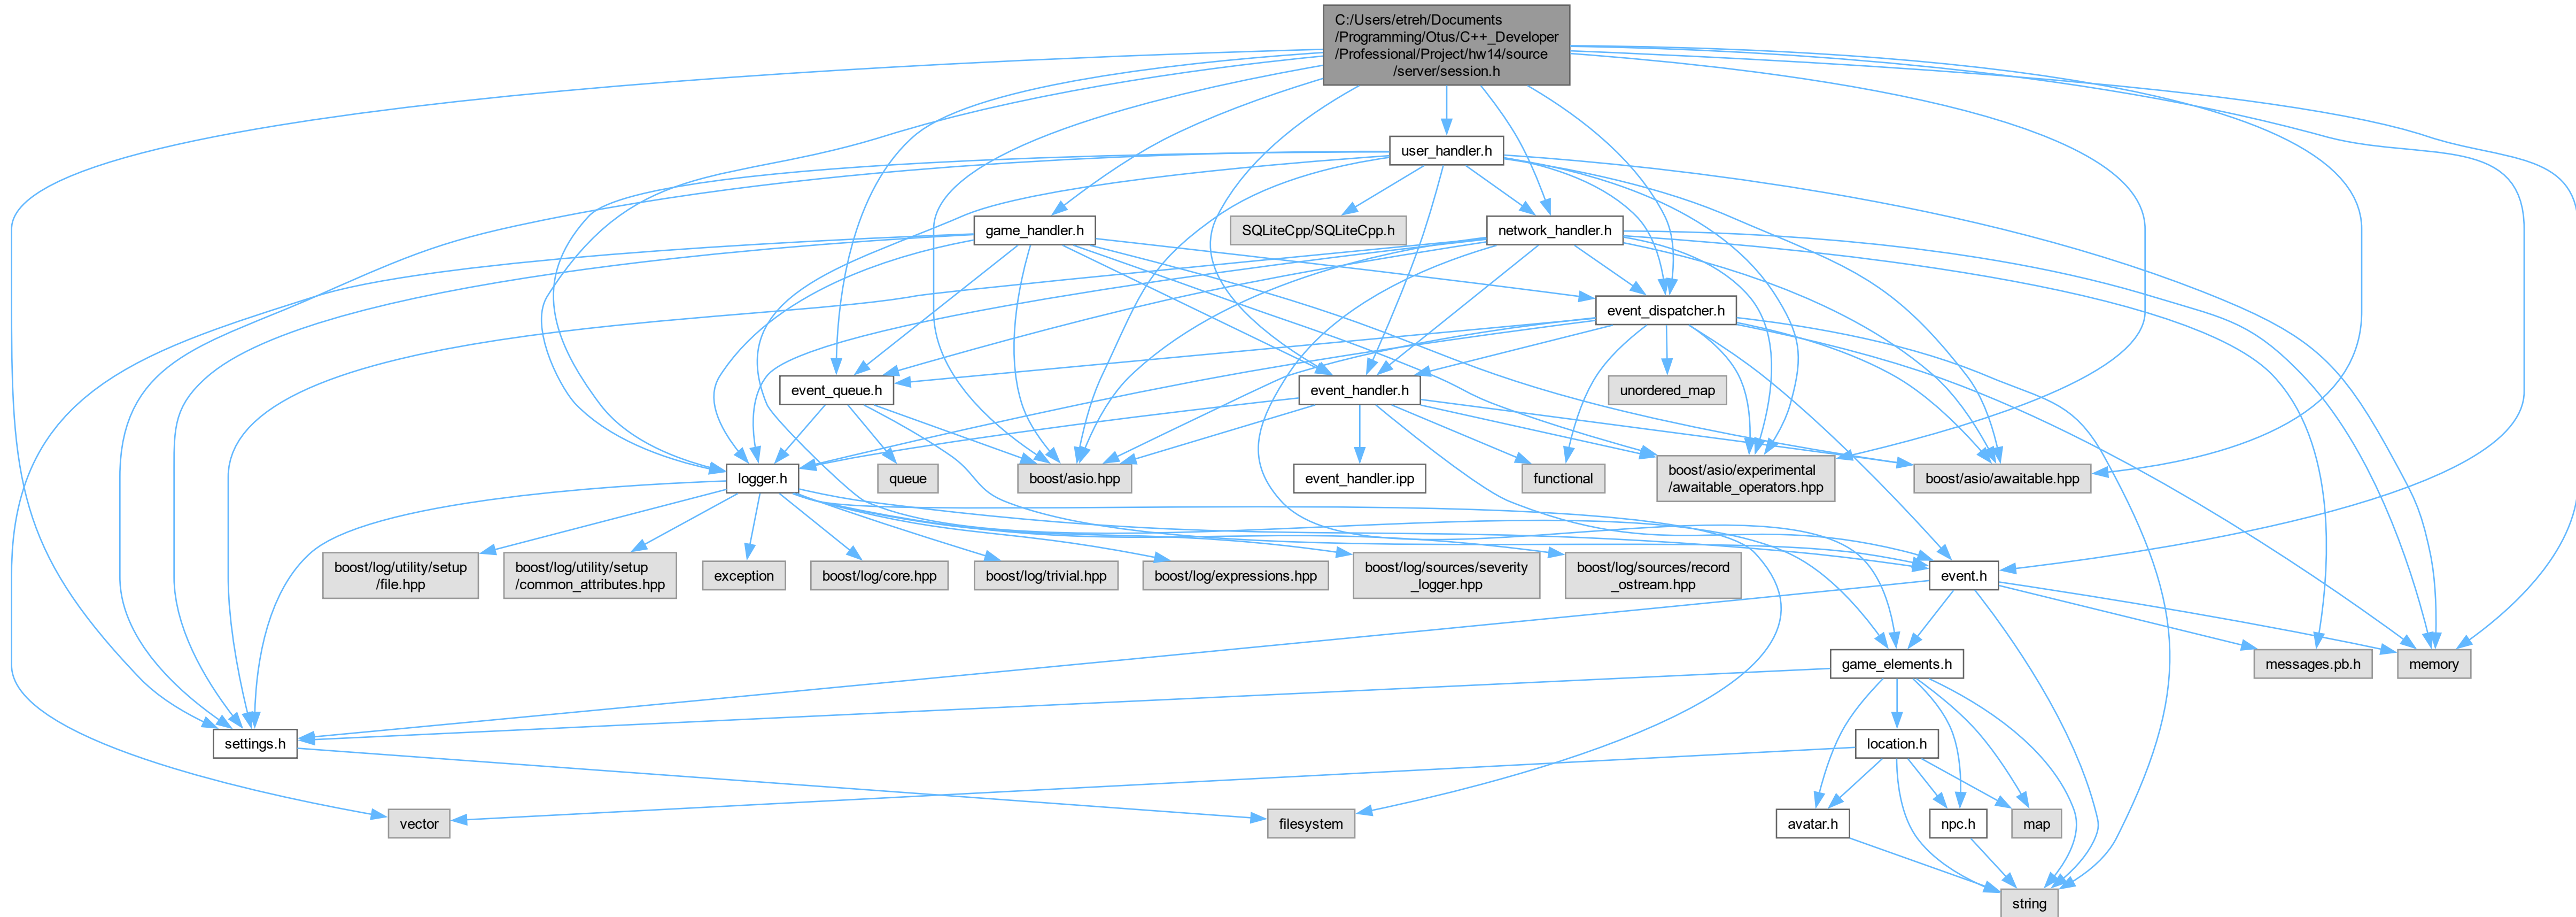 C:/Users/etreh/Documents
/Programming/Otus/C++_Developer
/Professional/Project/hw14/source
/server/session.h
user_handler.h
game_handler.h
SQLiteCpp/SQLiteCpp.h
network_handler.h
event_dispatcher.h
event_queue.h
event_handler.h
unordered_map
logger.h
queue
boost/asio.hpp
event_handler.ipp
functional
boost/asio/experimental
/awaitable_operators.hpp
boost/asio/awaitable.hpp
boost/log/utility/setup
/file.hpp
boost/log/utility/setup
/common_attributes.hpp
exception
boost/log/core.hpp
boost/log/trivial.hpp
boost/log/expressions.hpp
boost/log/sources/severity
_logger.hpp
boost/log/sources/record
_ostream.hpp
event.h
game_elements.h
messages.pb.h
memory
settings.h
location.h
vector
filesystem
avatar.h
npc.h
map
string